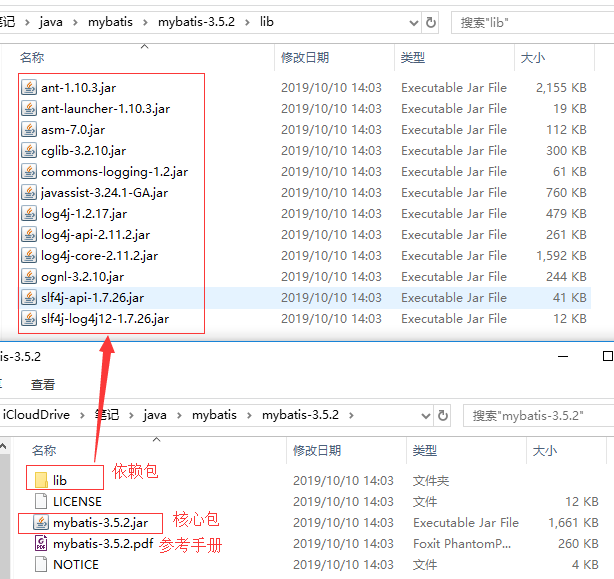 笔记 › java › mybatis › mybatis-3.5.2 › lib 搜索"lib"
名称 修改日期 类型 大小
ant-1.10.3.jar 2019/10/10 14:03 Executable Jar File 2,155 KB
ant-launcher-1.10.3.jar 2019/10/10 14:03 Executable Jar File 19 KB
asm-7.0.jar 2019/10/10 14:03 Executable Jar File 112 KB
cglib-3.2.10.jar 2019/10/10 14:03 Executable Jar File 300 KB
commons-logging-1.2.jar 2019/10/10 14:03 Executable Jar File 61 KB
javassist-3.24.1-GA.jar 2019/10/10 14:03 Executable Jar File 760 KB
log4j-1.2.17.jar 2019/10/10 14:03 Executable Jar File 479 KB
log4j-api-2.11.2.jar 2019/10/10 14:03 Executable Jar File 261 KB
log4j-core-2.11.2.jar 2019/10/10 14:03 Executable Jar File 1,592 KB
ognl-3.2.10.jar 2019/10/10 14:03 Executable Jar File 244 KB
slf4j-api-1.7.26.jar 2019/10/10 14:03 Executable Jar File 41 KB
slf4j-log4j12-1.7.26.jar 2019/10/10 14:03 Executable Jar File 12 KB
is-3.5.2
查看
iCloudDrive › 笔记 › java › mybatis › mybatis-3.5.2 › 搜索"mybatis-3.5.2"
名称 修改日期 类型 大小
lib 依赖包 2019/10/10 14:03 文件夹
LICENSE 2019/10/10 14:03 文件 12 KB
mybatis-3.5.2.jar 核心包 2019/10/10 14:03 Executable Jar File 1,661 KB
mybatis-3.5.2.pdf 参考手册 2019/10/10 14:03 Foxit PhantomP... 260 KB
NOTICE 2019/10/10 14:03 文件 4 KB